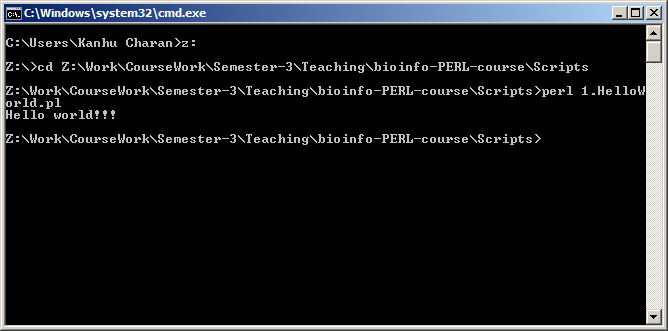 C:\Windows\system32\cmd.exe
C:\Users\Kanhu Charan>z:
Z:\>cd Z:\Work\CourseWork\Semester-3\Teaching\bioinfo-PERL-course\Scripts
Z:\Work\CourseWork\Semester-3\Teaching\bioinfo-PERL-course\Scripts>perl 1.HelloW
orld.pl
Hello world!!!
Z:\Work\CourseWork\Semester-3\Teaching\bioinfo-PERL-course\Scripts>